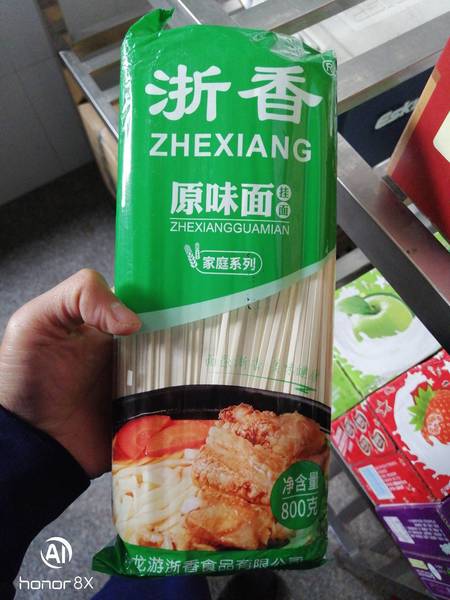 浙香
®
ZHEXIANG
原味面
挂面
ZHEXIANGGUAMIAN
家庭系列
净含量
800克
龙游浙香食品有限公司
AI
honor 8X